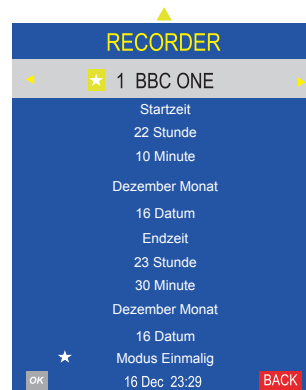 RECORDER
1 BBC ONE
Startzeit
22 Stunde
10 Minute
Dezember Monat
16 Datum
Endzeit
23 Stunde
30 Minute
Dezember Monat
16 Datum
Modus Einmalig
OK 16 Dec 23:29 BACK